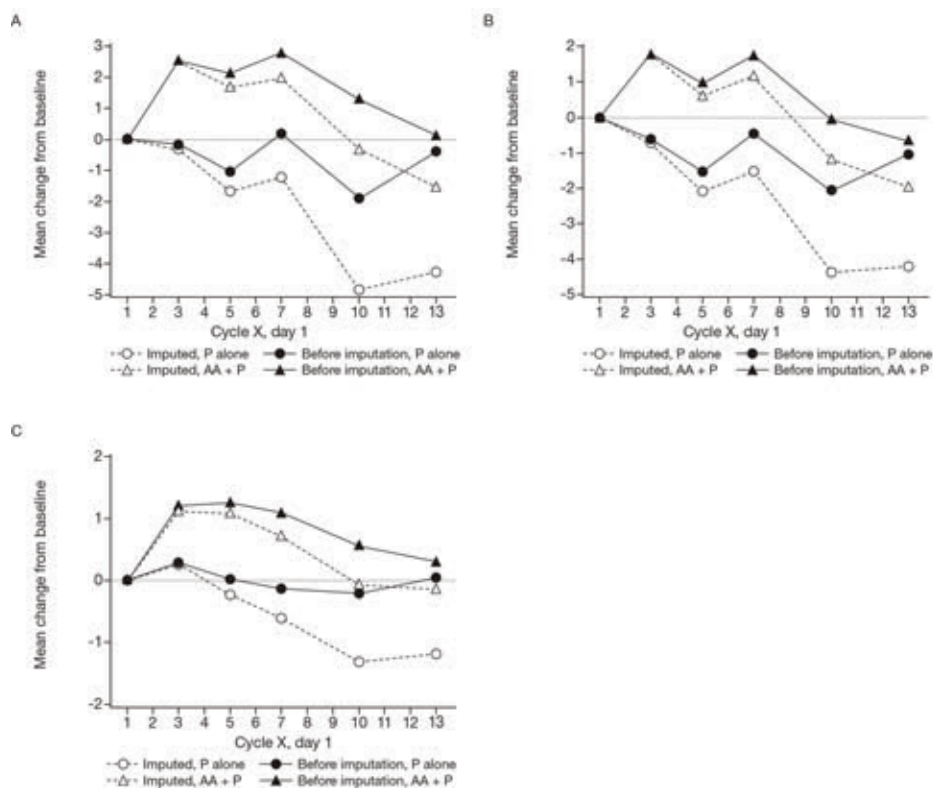 A
Mean change from baseline
3
2
1
0
-1
-2
-3
-4
-5
1 2 3 4 5 6 7 8 9 10 11 12 13
Cycle X, day 1
Imputed, P alone Before imputation, P alone
Imputed, AA + P Before imputation, AA + P
B
Mean change from baseline
2
1
0
-1
-2
-3
-4
-5
1 2 3 4 5 6 7 8 9 10 11 12 13
Cycle X, day 1
Imputed, P alone Before imputation, P alone
Imputed, AA + P Before imputation, AA + P
C
Mean change from baseline
2
1
0
-1
-2
1 2 3 4 5 6 7 8 9 10 11 12 13
Cycle X, day 1
Imputed, P alone Before imputation, P alone
Imputed, AA + P Before imputation, AA + P